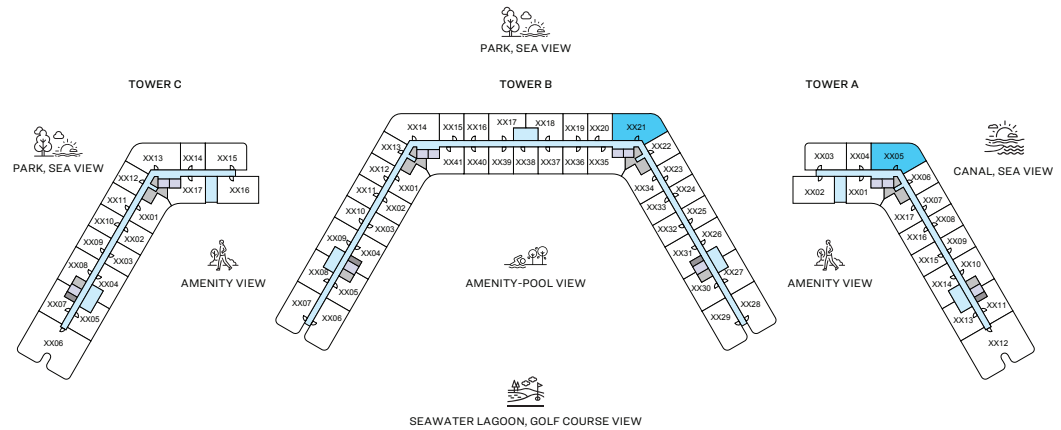 PARK, SEA VIEW
TOWER C
TOWER B
TOWER A
PARK, SEA VIEW
CANAL, SEA VIEW
XX13
XX14
XX15
XX12
XX17
XX16
XX11
XX01
XX10
XX02
XX09
XX03
XX08
XX04
XX07
XX05
XX06
AMENITY VIEW
XX14
XX15
XX16
XX17
XX18
XX19
XX20
XX21
XX13
XX41
XX40
XX39
XX38
XX37
XX36
XX35
XX22
XX12
XX01
XX34
XX23
XX11
XX02
XX33
XX24
XX10
XX03
XX32
XX25
XX09
XX04
XX31
XX26
XX08
XX05
XX30
XX27
XX07
XX06
XX29
XX28
AMENITY-POOL VIEW
XX03
XX04
XX05
XX02
XX01
XX06
XX17
XX07
XX16
XX08
XX15
XX09
XX14
XX10
XX13
XX11
XX12
AMENITY VIEW
SEAWATER LAGOON, GOLF COURSE VIEW